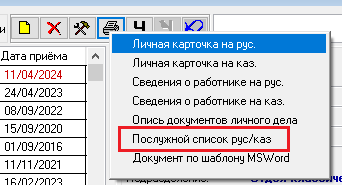 и
Ч
Дата приёма
11/04/2024
24/04/2023
08/09/2022
15/09/2020
01/09/2016
11/11/2021
16/02/2023
Личная карточка на рус.
Личная карточка на каз.
Сведения о работнике на рус.
Сведения о работнике на каз.
Опись документов личного дела
Послужной список рус/каз
Документ по шаблону MSWord